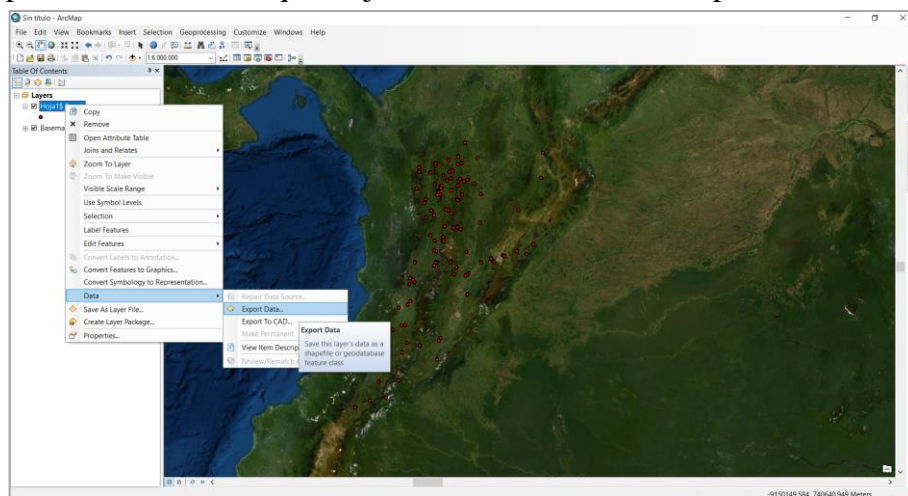 Sin título - ArcMap
File Edit View Bookmarks Insert Selection Geoprocessing Customize Windows Help
1:6.000.000
Table Of Contents
Layers
Hoja1$
Basema
Copy
Remove
Open Attribute Table
Joins and Relates
Zoom To Layer
Zoom To Make Visible
Visible Scale Range
Use Symbol Levels
Selection
Label Features
Edit Features
Convert Labels to Annotation...
Convert Features to Graphics...
Convert Symbology to Representation...
Data
Save As Layer File...
Create Layer Package...
Properties...
Repair Data Source...
Export Data...
Export To CAD...
Make Permanent
View Item Descrip
Review/Rematch
Export Data
Save this layer's data as a
shapefile or geodatabase
feature class
-9150149,584 740648,949 Meters